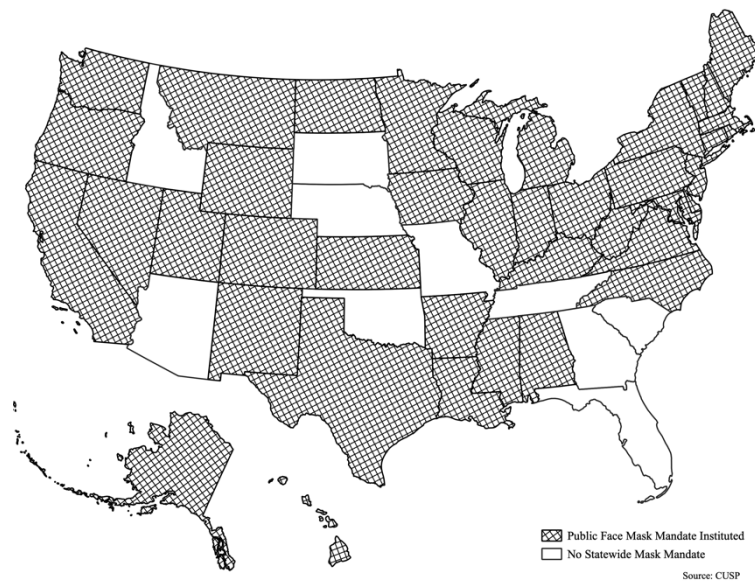 Public Face Mask Mandate Instituted
No Statewide Mask Mandate
Source: CUSP